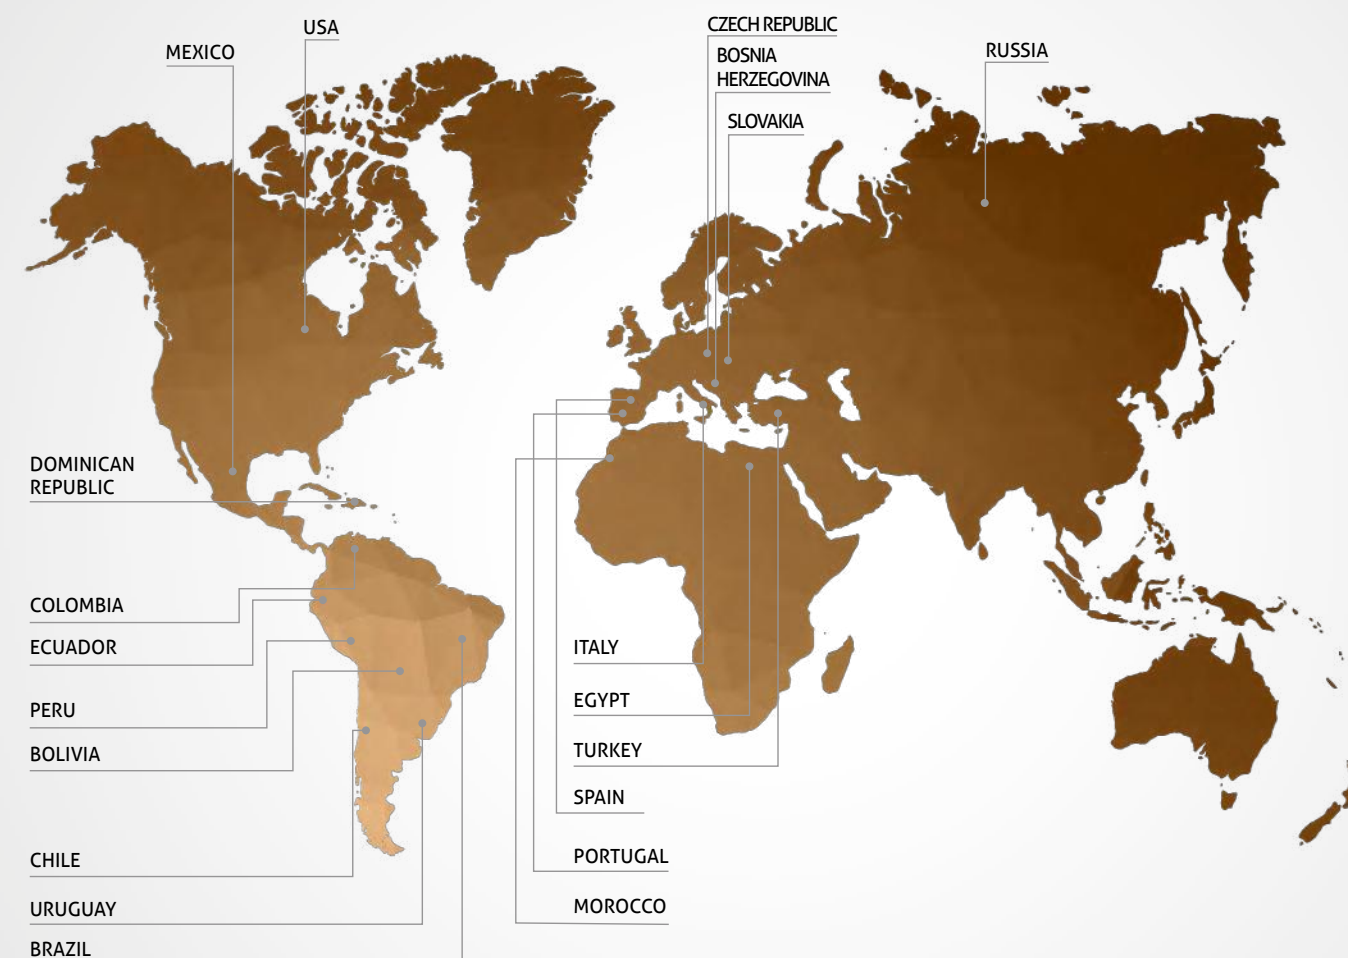 USA
MEXICO
CZECH REPUBLIC
BOSNIA
HERZEGOVINA
RUSSIA
SLOVAKIA
DOMINICAN
REPUBLIC
COLOMBIA
ECUADOR
PERU
BOLIVIA
CHILE
URUGUAY
BRAZIL
ITALY
EGYPT
TURKEY
SPAIN
PORTUGAL
MOROCCO